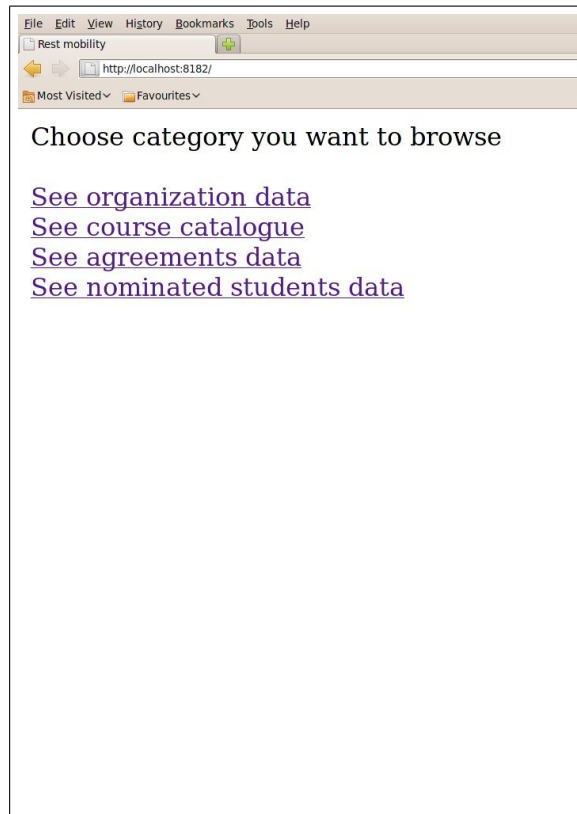 File Edit View History Bookmarks Tools Help
Rest mobility
http://localhost:8182/
Most Visited Favourites
Choose category you want to browse
See organization data
See course catalogue
See agreements data
See nominated students data